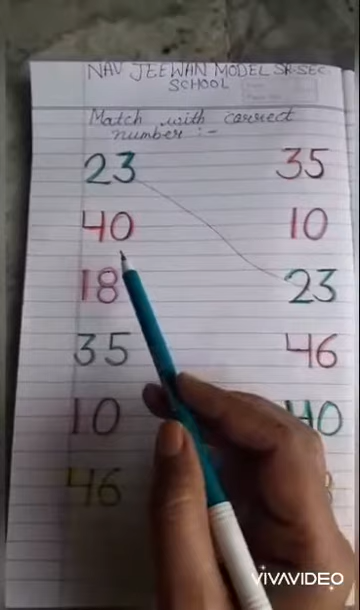 NAV JEEWAN MODEL SR. SEC.
SCHOOL
Match with correct
number :-
23 35
40 10
18 23
35 46
10 40
46
VIVAVIDEO